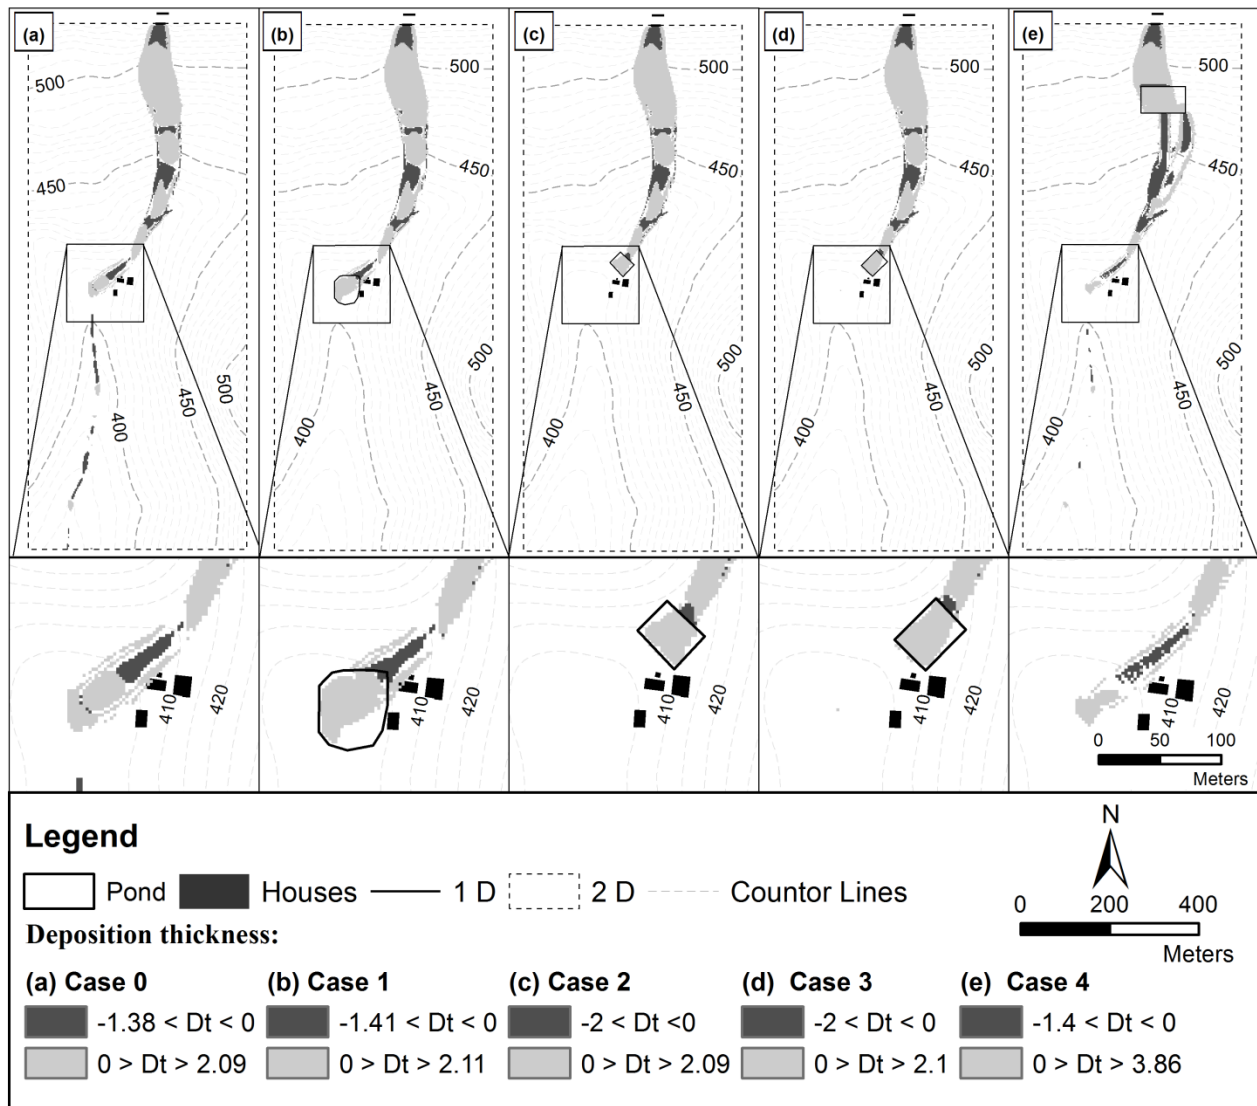 (a)
(b)
(c)
(d)
(e)
500
500
500
500
500
450
450
450
450
450
450
500
500
500
500
500
450
450
450
450
450
400
400
400
400
400
410
420
410
420
410
420
410
420
410
420
0 50 100
Meters
Legend
Pond Houses 1 D 2 D Countor Lines
N
0 200 400
Meters
Deposition thickness:
(a) Case 0 (b) Case 1 (c) Case 2 (d) Case 3 (e) Case 4
-1.38 < Dt < 0 -1.41 < Dt < 0 -2 < Dt <0 -2 < Dt < 0 -1.4 < Dt < 0
0 > Dt > 2.09 0 > Dt > 2.11 0 > Dt > 2.09 0 > Dt > 2.1 0 > Dt > 3.86